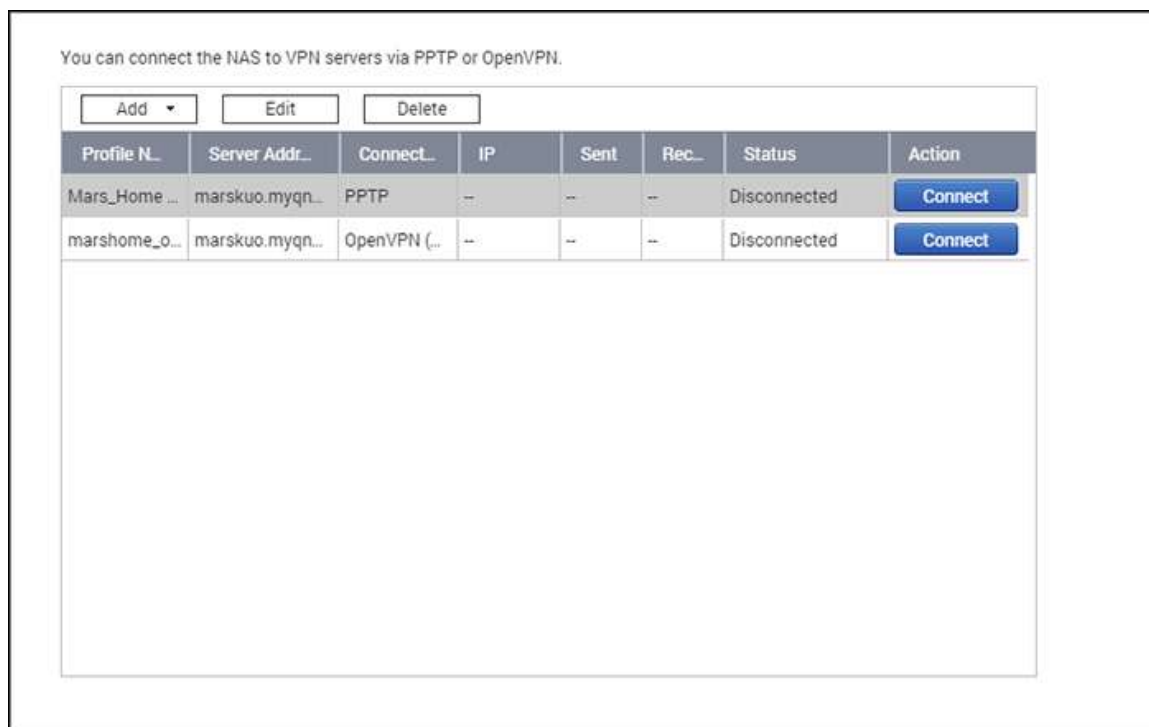 You can connect the NAS to VPN servers via PPTP or OpenVPN.
Add Edit Delete
Profile N... Server Addr... Connect... IP Sent Rec... Status Action
Mars_Home ... marskuo.myqn... PPTP -- -- -- Disconnected Connect
marshome_o... marskuo.myqn... OpenVPN (... -- -- -- Disconnected Connect